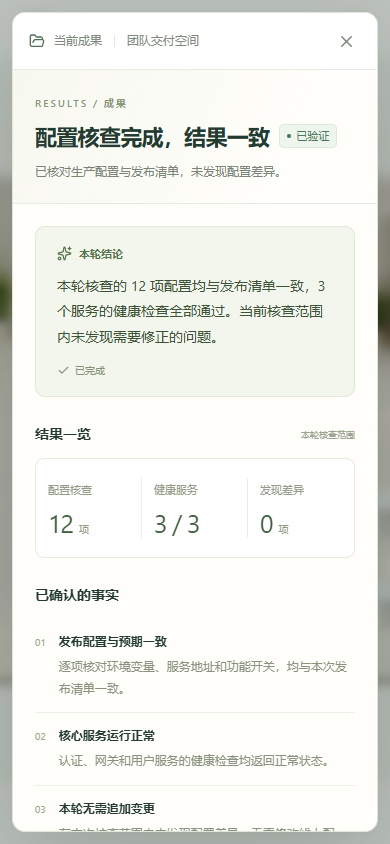 当前成果 团队交付空间
RESULTS / 成果
配置核查完成，结果一致 已验证
已核对生产配置与发布清单，未发现配置差异。
本轮结论
本轮核查的 12 项配置均与发布清单一致，3
个服务的健康检查全部通过。当前核查范围
内未发现需要修正的问题。
已完成
结果一览 本轮核查范围
配置核查 健康服务 发现差异
12 项 3 / 3 0 项
已确认的事实
01 发布配置与预期一致
逐项核对环境变量、服务地址和功能开关，均与本次发
布清单一致。
02 核心服务运行正常
认证、网关和用户服务的健康检查均返回正常状态。
03 本轮无需追加变更